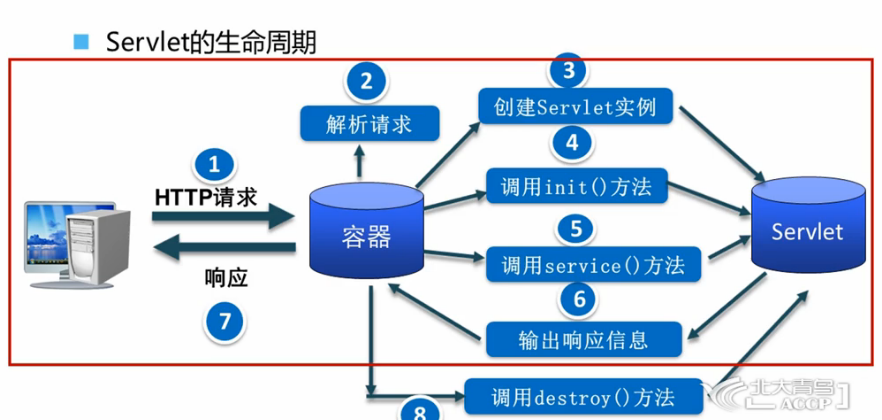 Servlet的生命周期
1
HTTP请求
响应
7
2
解析请求
容器
3
创建Servlet实例
4
调用init()方法
5
调用service()方法
6
输出响应信息
8
调用destroy()方法
Servlet
北大青鸟
ACCP